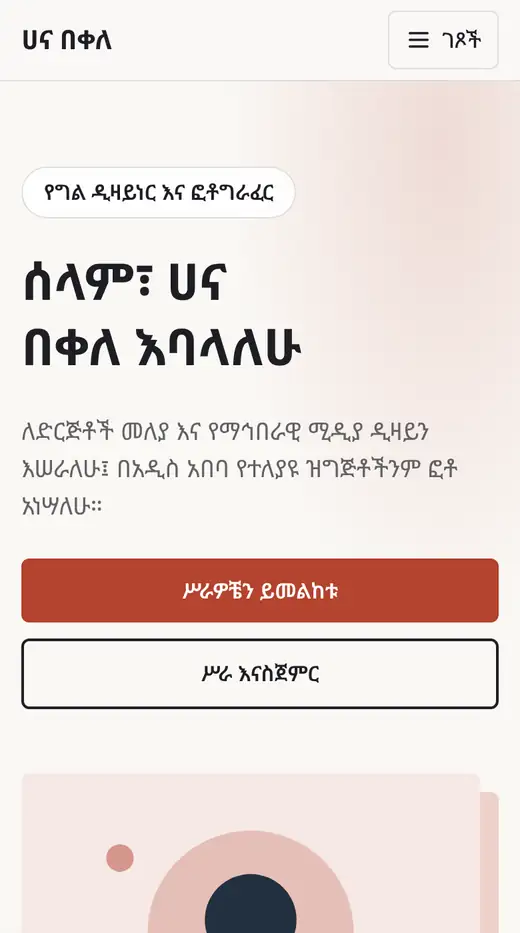 ሀና በቀለ
ገጾች
የግል ዲዛይነር እና ፎቶግራፈር
ሰላም፣ ሀና
በቀለ እባላለሁ
ለድርጅቶች መለያ እና የማኅበራዊ ሚዲያ ዲዛይን
እሠራለሁ፤ በአዲስ አበባ የተለያዩ ዝግጅቶችንም ፎቶ
አነሣለሁ።
ሥራዎቼን ይመልከቱ
ሥራ እናስጀምር